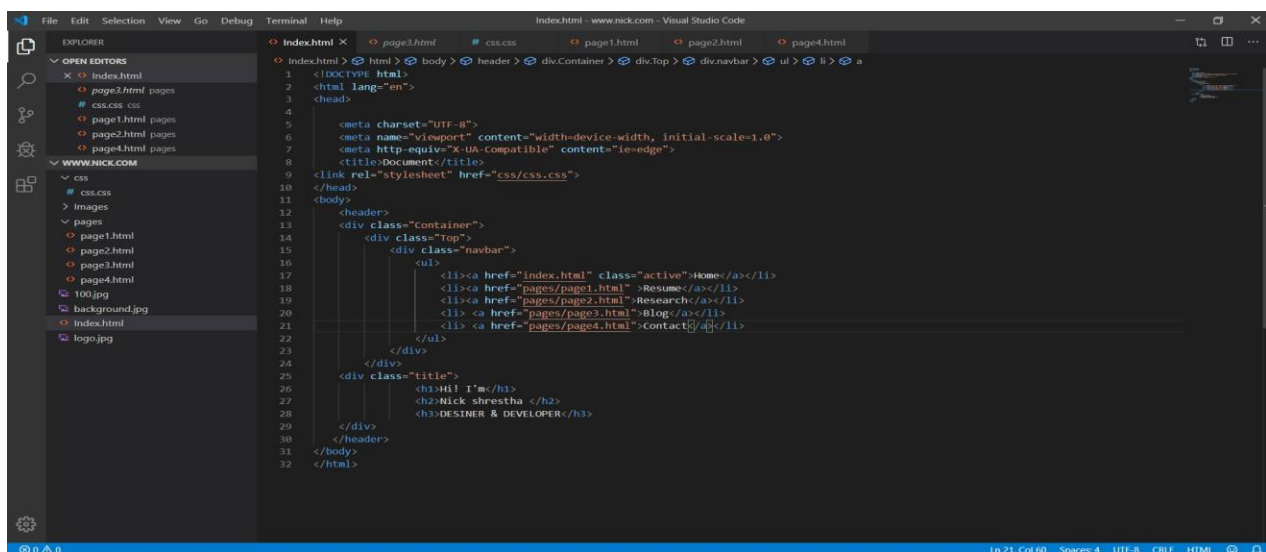 File Edit Selection View Go Debug Terminal Help
Index.html - www.nick.com - Visual Studio Code
EXPLORER
OPEN EDITORS
Index.html
page3.html pages
css.css css
page1.html pages
page2.html pages
page4.html pages
WWW.NICK.COM
css
css.css
Images
pages
page1.html
page2.html
page3.html
page4.html
100.jpg
background.jpg
Index.html
logo.jpg
Index.html page3.html css.css page1.html page2.html page4.html
Index.html > html > body > header > div.Container > div.Top > div.navbar > ul > li > a
1 <!DOCTYPE html>
2 <html lang="en">
3 <head>
4
5 <meta charset="UTF-8">
6 <meta name="viewport" content="width=device-width, initial-scale=1.0">
7 <meta http-equiv="X-UA-Compatible" content="ie=edge">
8 <title>Document</title>
9 <link rel="stylesheet" href="css/css.css">
10 </head>
11 <body>
12 <header>
13 <div class="Container">
14 <div class="Top">
15 <div class="navbar">
16 <ul>
17 <li><a href="index.html" class="active">Home</a></li>
18 <li><a href="pages/page1.html" >Resume</a></li>
19 <li><a href="pages/page2.html">Research</a></li>
20 <li> <a href="pages/page3.html">Blog</a></li>
21 <li> <a href="pages/page4.html">Contact</a></li>
22 </ul>
23 </div>
24 </div>
25 <div class="title">
26 <h1>Hi! I'm</h1>
27 <h2>Nick shrestha </h2>
28 <h3>DESINER & DEVELOPER</h3>
29 </div>
30 </header>
31 </body>
32 </html>
0 0
Ln 21, Col 60 Spaces: 4 UTF-8 CRLF HTML